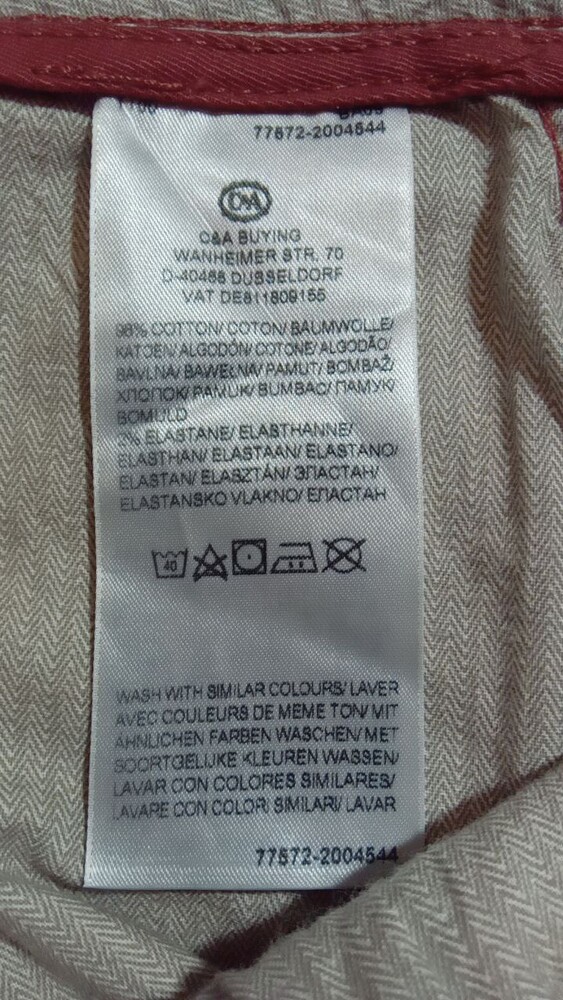 77572-2004544
C&A
C&A BUYING
WANHEIMER STR. 70
D-40468 DUSSELDORF
VAT DE811809155
98% COTTON/ COTON/ BAUMWOLLE/
KATOEN/ ALGODÓN/ COTONE/ ALGODÃO/
BAVLNA/ BAWEŁNA/ PAMUT/ BOMBAŽ/
ХЛОПОК/ PAMUK/ BUMBAC/ ПАМУК/
BOMULD
2% ELASTANE/ ELASTHANNE/
ELASTHAN/ ELASTAAN/ ELASTANO/
ELASTAN/ ELASZTÁN/ ЭЛАСТАН/
ELASTANSKO VLAKNO/ ЕЛАСТАН
40
WASH WITH SIMILAR COLOURS/ LAVER
AVEC COULEURS DE MEME TON/ MIT
ÄHNLICHEN FARBEN WASCHEN/ MET
SOORTGELIJKE KLEUREN WASSEN/
LAVAR CON COLORES SIMILARES/
LAVARE CON COLORI SIMILARI/ LAVAR
77572-2004544